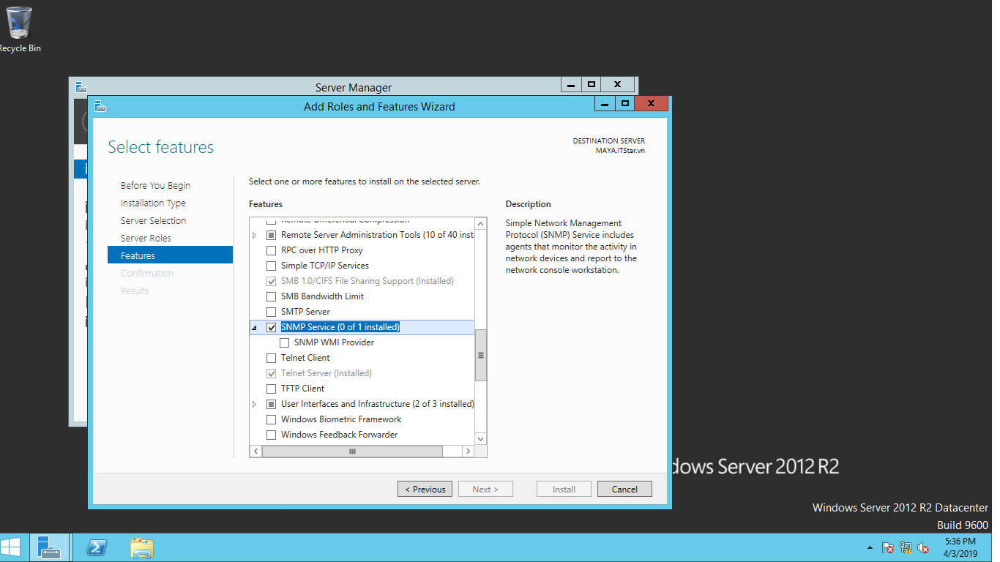 Recycle Bin
Server Manager
Add Roles and Features Wizard
Select features
DESTINATION SERVER
MAYA.ITStar.vn
Before You Begin
Installation Type
Server Selection
Server Roles
Features
Confirmation
Results
Select one or more features to install on the selected server.
Features
Remote Differential Compression
Remote Server Administration Tools (10 of 40 inst
RPC over HTTP Proxy
Simple TCP/IP Services
SMB 1.0/CIFS File Sharing Support (Installed)
SMB Bandwidth Limit
SMTP Server
SNMP Service (0 of 1 installed)
SNMP WMI Provider
Telnet Client
Telnet Server (Installed)
TFTP Client
User Interfaces and Infrastructure (2 of 3 installed)
Windows Biometric Framework
Windows Feedback Forwarder
Description
Simple Network Management
Protocol (SNMP) Service includes
agents that monitor the activity in
network devices and report to the
network console workstation.
< Previous
Next >
Install
Cancel
dows Server 2012 R2
Windows Server 2012 R2 Datacenter
Build 9600
5:36 PM
4/3/2019